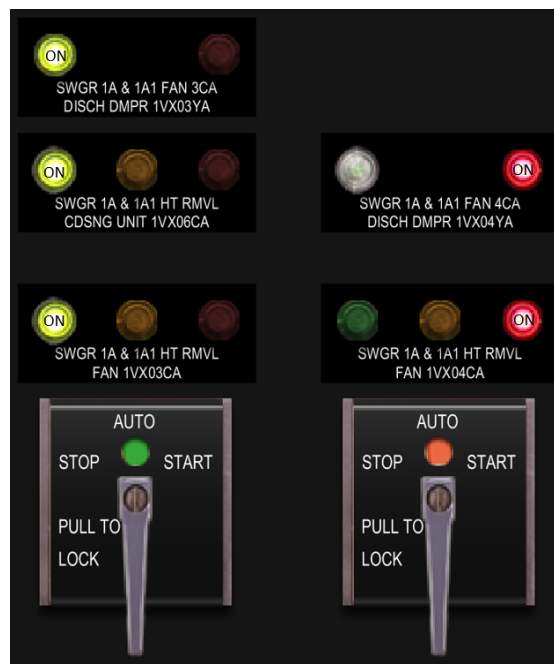 ON
SWGR 1A & 1A1 FAN 3CA
DISCH DMPR 1VX03YA
ON
SWGR 1A & 1A1 HT RMVL
CDSNG UNIT 1VX06CA
ON
SWGR 1A & 1A1 FAN 4CA
DISCH DMPR 1VX04YA
ON
SWGR 1A & 1A1 HT RMVL
FAN 1VX03CA
ON
SWGR 1A & 1A1 HT RMVL
FAN 1VX04CA
AUTO
STOP START
PULL TO
LOCK
AUTO
STOP START
PULL TO
LOCK